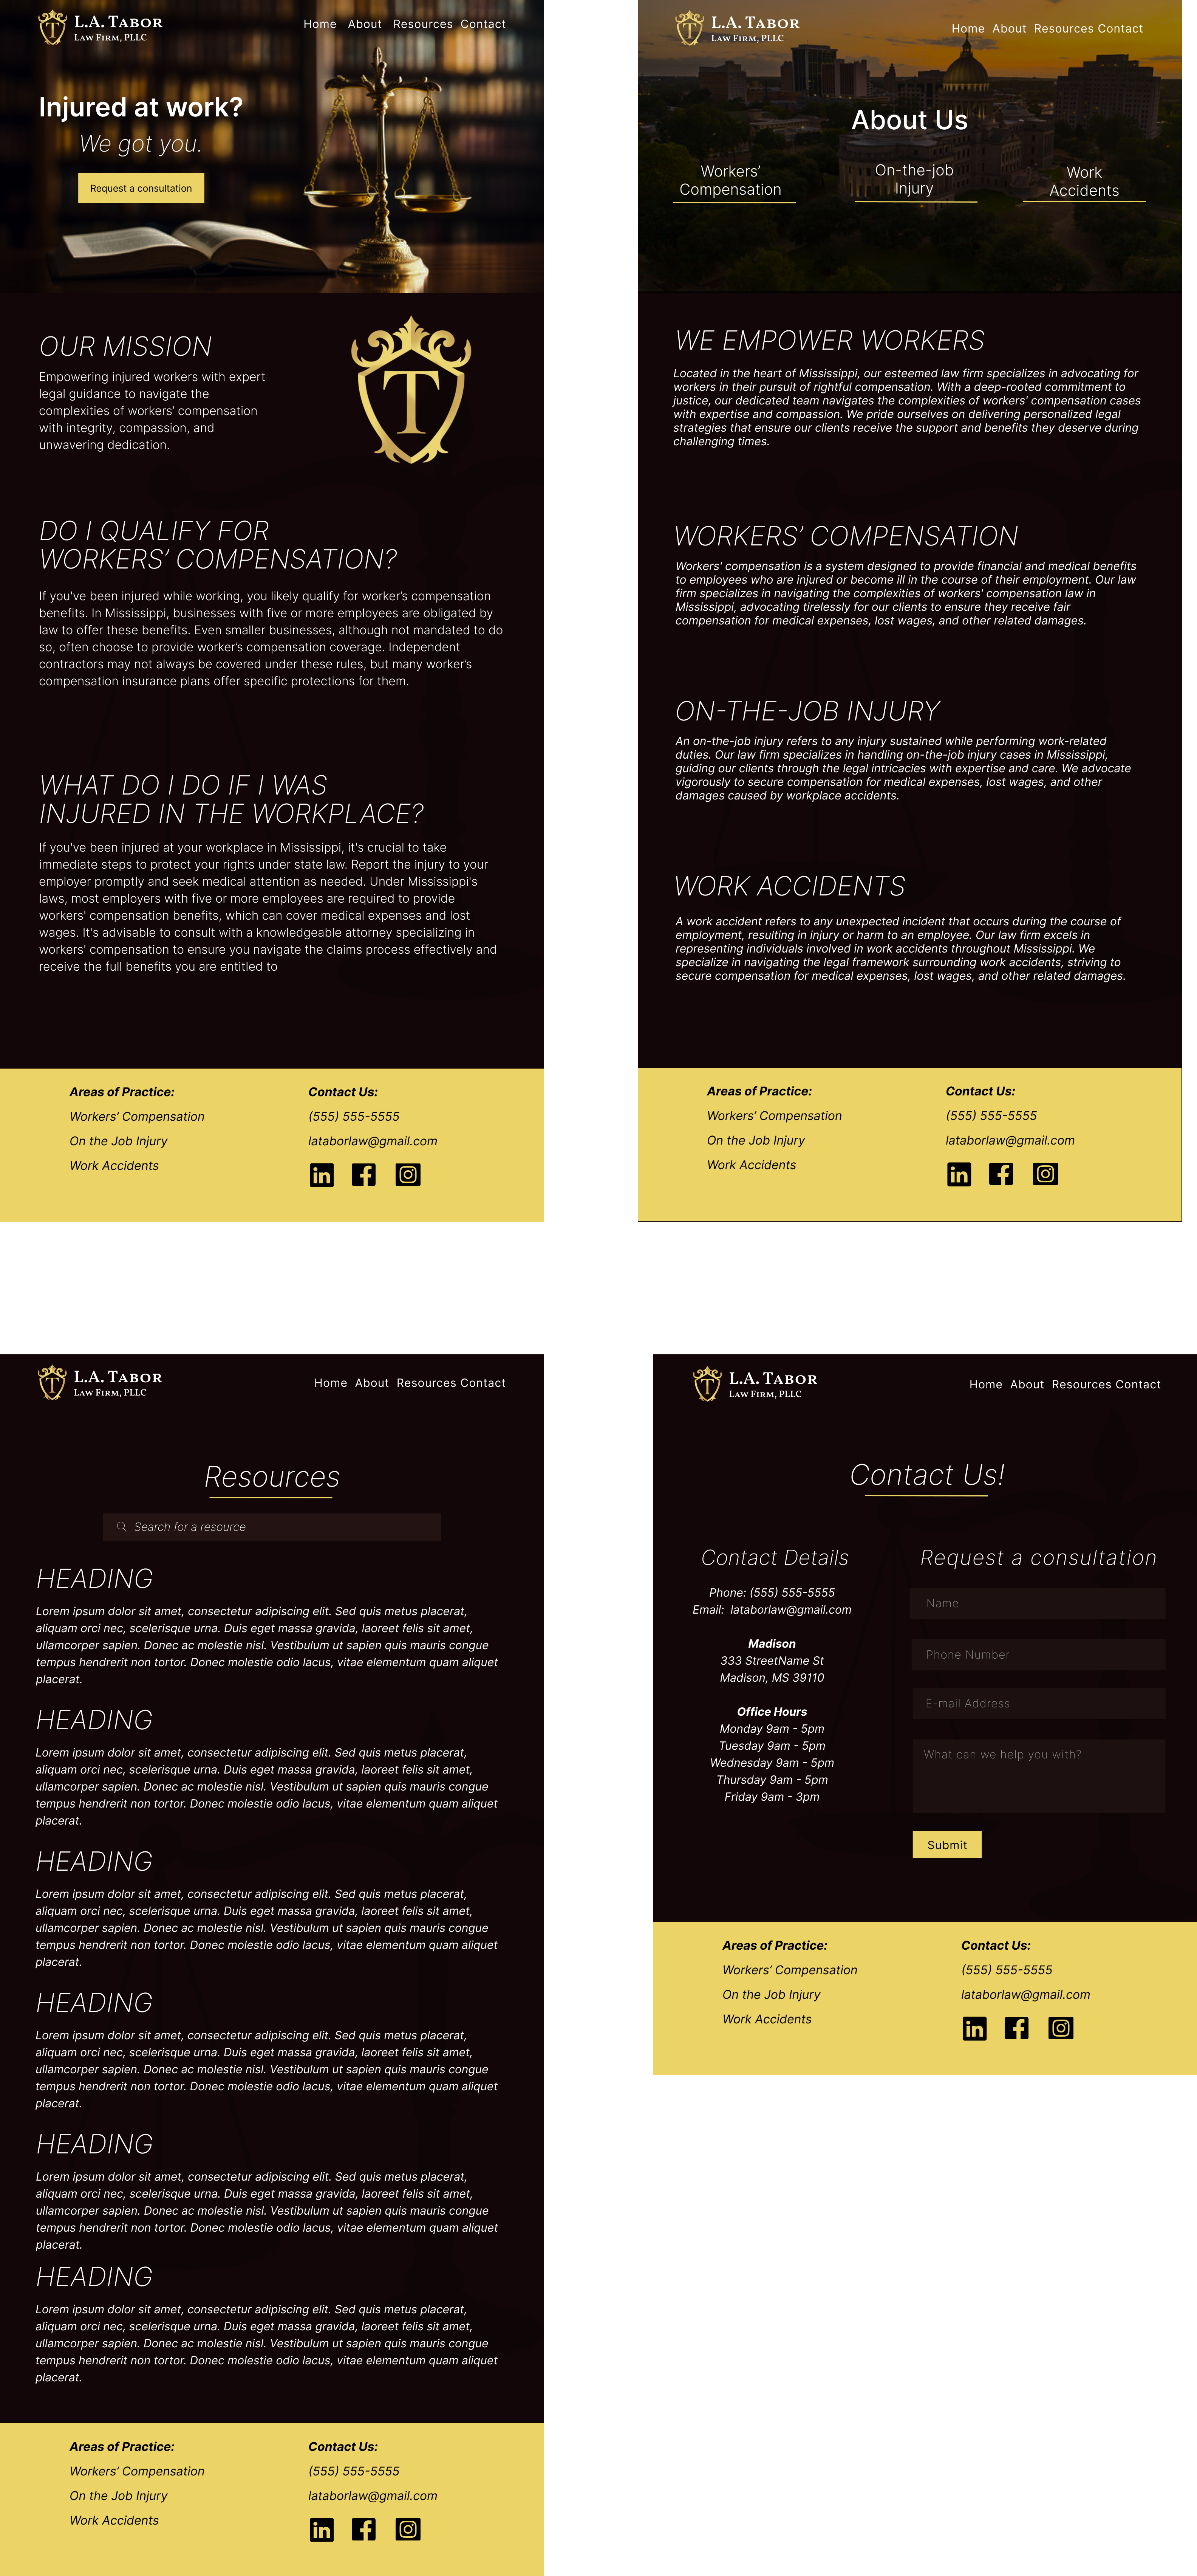 L.A. TABOR
LAW FIRM, PLLC
Home About Resources Contact
Injured at work?
We got you.
Request a consultation
OUR MISSION
Empowering injured workers with expert
legal guidance to navigate the
complexities of workers’ compensation
with integrity, compassion, and
unwavering dedication.
T
DO I QUALIFY FOR
WORKERS’ COMPENSATION?
If you've been injured while working, you likely qualify for worker’s compensation
benefits. In Mississippi, businesses with five or more employees are obligated by
law to offer these benefits. Even smaller businesses, although not mandated to do
so, often choose to provide worker’s compensation coverage. Independent
contractors may not always be covered under these rules, but many worker’s
compensation insurance plans offer specific protections for them.
WHAT DO I DO IF I WAS
INJURED IN THE WORKPLACE?
If you've been injured at your workplace in Mississippi, it's crucial to take
immediate steps to protect your rights under state law. Report the injury to your
employer promptly and seek medical attention as needed. Under Mississippi's
laws, most employers with five or more employees are required to provide
workers' compensation benefits, which can cover medical expenses and lost
wages. It's advisable to consult with a knowledgeable attorney specializing in
workers' compensation to ensure you navigate the claims process effectively and
receive the full benefits you are entitled to
Areas of Practice:
Workers’ Compensation
On the Job Injury
Work Accidents
Contact Us:
(555) 555-5555
lataborlaw@gmail.com
L.A. TABOR
LAW FIRM, PLLC
Home About Resources Contact
About Us
Workers’
Compensation
On-the-job
Injury
Work
Accidents
WE EMPOWER WORKERS
Located in the heart of Mississippi, our esteemed law firm specializes in advocating for
workers in their pursuit of rightful compensation. With a deep-rooted commitment to
justice, our dedicated team navigates the complexities of workers' compensation cases
with expertise and compassion. We pride ourselves on delivering personalized legal
strategies that ensure our clients receive the support and benefits they deserve during
challenging times.
WORKERS’ COMPENSATION
Workers' compensation is a system designed to provide financial and medical benefits
to employees who are injured or become ill in the course of their employment. Our law
firm specializes in navigating the complexities of workers' compensation law in
Mississippi, advocating tirelessly for our clients to ensure they receive fair
compensation for medical expenses, lost wages, and other related damages.
ON-THE-JOB INJURY
An on-the-job injury refers to any injury sustained while performing work-related
duties. Our law firm specializes in handling on-the-job injury cases in Mississippi,
guiding our clients through the legal intricacies with expertise and care. We advocate
vigorously to secure compensation for medical expenses, lost wages, and other
damages caused by workplace accidents.
WORK ACCIDENTS
A work accident refers to any unexpected incident that occurs during the course of
employment, resulting in injury or harm to an employee. Our law firm excels in
representing individuals involved in work accidents throughout Mississippi. We
specialize in navigating the legal framework surrounding work accidents, striving to
secure compensation for medical expenses, lost wages, and other related damages.
Areas of Practice:
Workers’ Compensation
On the Job Injury
Work Accidents
Contact Us:
(555) 555-5555
lataborlaw@gmail.com
L.A. TABOR
LAW FIRM, PLLC
Home About Resources Contact
Resources
Search for a resource
HEADING
Lorem ipsum dolor sit amet, consectetur adipiscing elit. Sed quis metus placerat,
aliquam orci nec, scelerisque urna. Duis eget massa gravida, laoreet felis sit amet,
ullamcorper sapien. Donec ac molestie nisl. Vestibulum ut sapien quis mauris congue
tempus hendrerit non tortor. Donec molestie odio lacus, vitae elementum quam aliquet
placerat.
HEADING
Lorem ipsum dolor sit amet, consectetur adipiscing elit. Sed quis metus placerat,
aliquam orci nec, scelerisque urna. Duis eget massa gravida, laoreet felis sit amet,
ullamcorper sapien. Donec ac molestie nisl. Vestibulum ut sapien quis mauris congue
tempus hendrerit non tortor. Donec molestie odio lacus, vitae elementum quam aliquet
placerat.
HEADING
Lorem ipsum dolor sit amet, consectetur adipiscing elit. Sed quis metus placerat,
aliquam orci nec, scelerisque urna. Duis eget massa gravida, laoreet felis sit amet,
ullamcorper sapien. Donec ac molestie nisl. Vestibulum ut sapien quis mauris congue
tempus hendrerit non tortor. Donec molestie odio lacus, vitae elementum quam aliquet
placerat.
HEADING
Lorem ipsum dolor sit amet, consectetur adipiscing elit. Sed quis metus placerat,
aliquam orci nec, scelerisque urna. Duis eget massa gravida, laoreet felis sit amet,
ullamcorper sapien. Donec ac molestie nisl. Vestibulum ut sapien quis mauris congue
tempus hendrerit non tortor. Donec molestie odio lacus, vitae elementum quam aliquet
placerat.
HEADING
Lorem ipsum dolor sit amet, consectetur adipiscing elit. Sed quis metus placerat,
aliquam orci nec, scelerisque urna. Duis eget massa gravida, laoreet felis sit amet,
ullamcorper sapien. Donec ac molestie nisl. Vestibulum ut sapien quis mauris congue
tempus hendrerit non tortor. Donec molestie odio lacus, vitae elementum quam aliquet
placerat.
HEADING
Lorem ipsum dolor sit amet, consectetur adipiscing elit. Sed quis metus placerat,
aliquam orci nec, scelerisque urna. Duis eget massa gravida, laoreet felis sit amet,
ullamcorper sapien. Donec ac molestie nisl. Vestibulum ut sapien quis mauris congue
tempus hendrerit non tortor. Donec molestie odio lacus, vitae elementum quam aliquet
placerat.
Areas of Practice:
Workers’ Compensation
On the Job Injury
Work Accidents
Contact Us:
(555) 555-5555
lataborlaw@gmail.com
L.A. TABOR
LAW FIRM, PLLC
Home About Resources Contact
Contact Us!
Contact Details
Phone: (555) 555-5555
Email: lataborlaw@gmail.com
Madison
333 StreetName St
Madison, MS 39110
Office Hours
Monday 9am - 5pm
Tuesday 9am - 5pm
Wednesday 9am - 5pm
Thursday 9am - 5pm
Friday 9am - 3pm
Request a consultation
Name
Phone Number
E-mail Address
What can we help you with?
Submit
Areas of Practice:
Workers’ Compensation
On the Job Injury
Work Accidents
Contact Us:
(555) 555-5555
lataborlaw@gmail.com